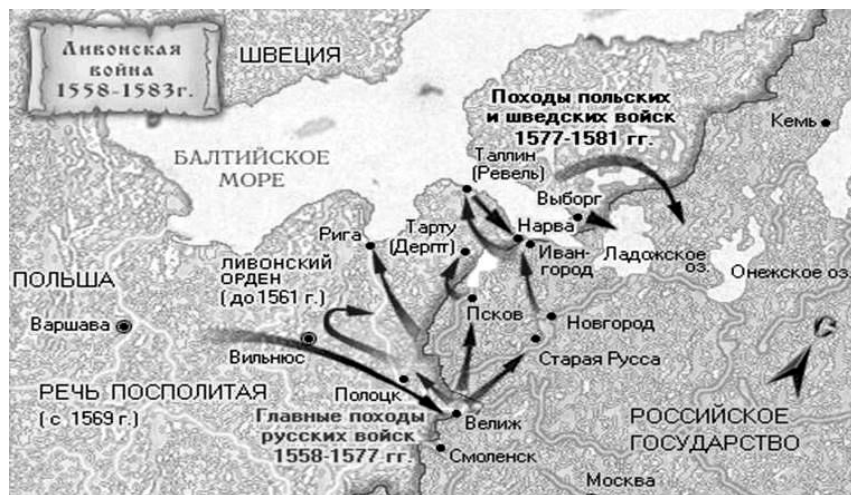 Ливонская
война
1558-1583г.
ШВЕЦИЯ
Походы польских
и шведских войск
1577-1581 гг.
Кемь
БАЛТИЙСКОЕ
МОРЕ
Таллин
(Ревель)
Выборг
Рига
Тарту
(Дерпт)
Нарва
Иван-
город
Ладожское
оз.
Онежское оз.
ЛИВОНСКИЙ
ОРДЕН
(до 1561 г.)
ПОЛЬША
Варшава
Псков
Новгород
С
Вильнюс
Старая Русса
РЕЧЬ ПОСПОЛИТАЯ
(с 1569 г.)
Полоцк
Велиж
Главные походы
русских войск
1558-1577 гг.
РОССИЙСКОЕ
ГОСУДАРСТВО
Смоленск
Москва